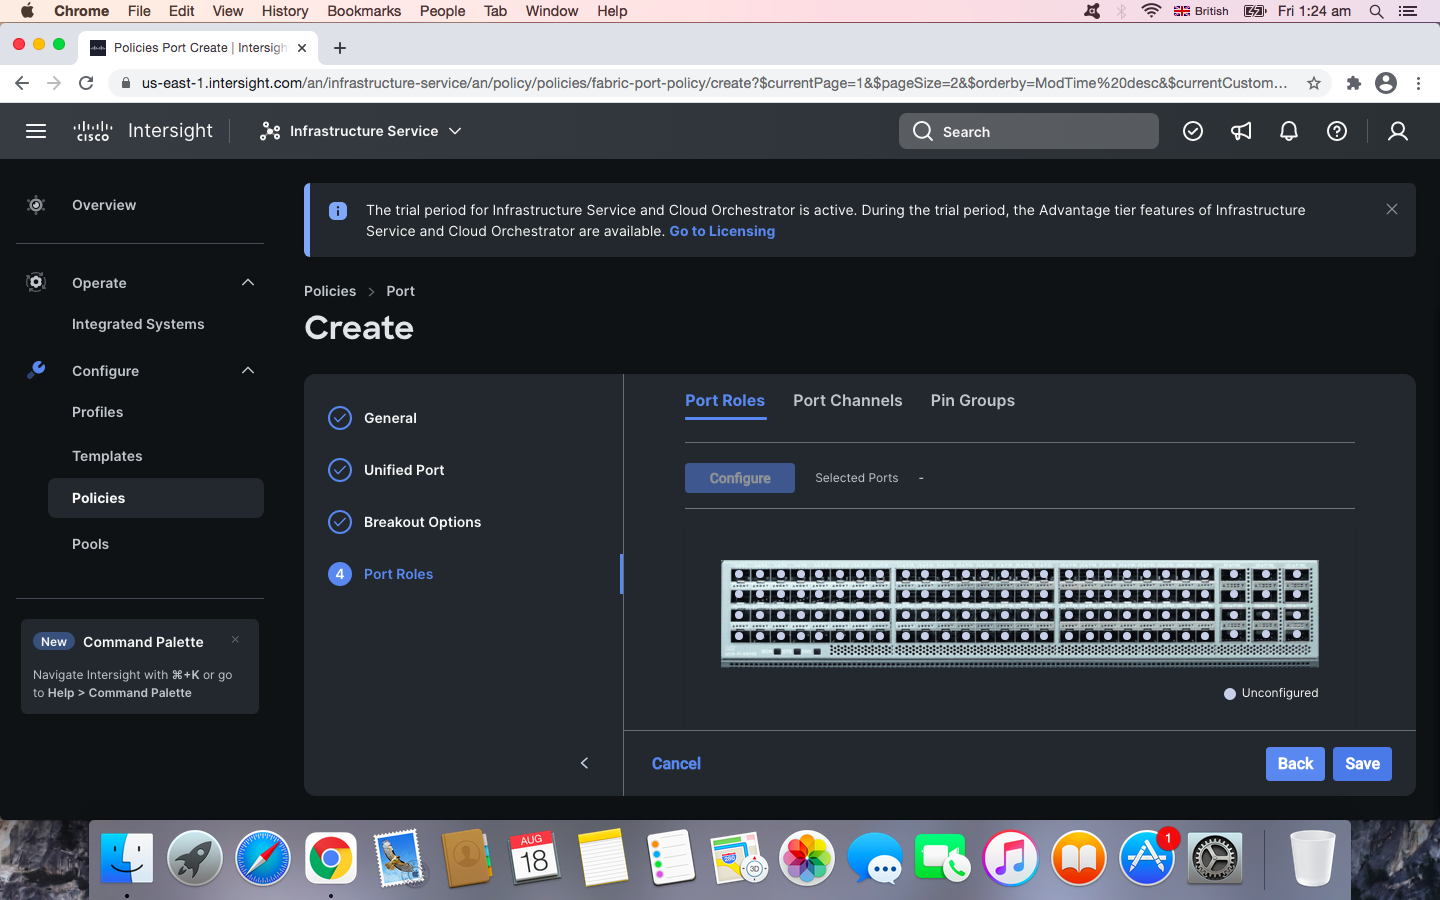 Chrome File Edit View History Bookmarks People Tab Window Help British Fri 1:24 am
Policies Port Create | Intersigh
us-east-1.intersight.com/an/infrastructure-service/an/policy/policies/fabric-port-policy/create?$currentPage=1&$pageSize=2&$orderby=ModTime%20desc&$currentCustom...
CISCO Intersight Infrastructure Service Search
Overview
Operate
Integrated Systems
Configure
Profiles
Templates
Policies
Pools
New Command Palette
Navigate Intersight with ⌘+K or go
to Help > Command Palette
The trial period for Infrastructure Service and Cloud Orchestrator is active. During the trial period, the Advantage tier features of Infrastructure
Service and Cloud Orchestrator are available. Go to Licensing
Policies > Port
Create
General
Unified Port
Breakout Options
4 Port Roles
Port Roles Port Channels Pin Groups
Configure Selected Ports -
Unconfigured
Cancel Back Save
AUG
18
280
3D
1